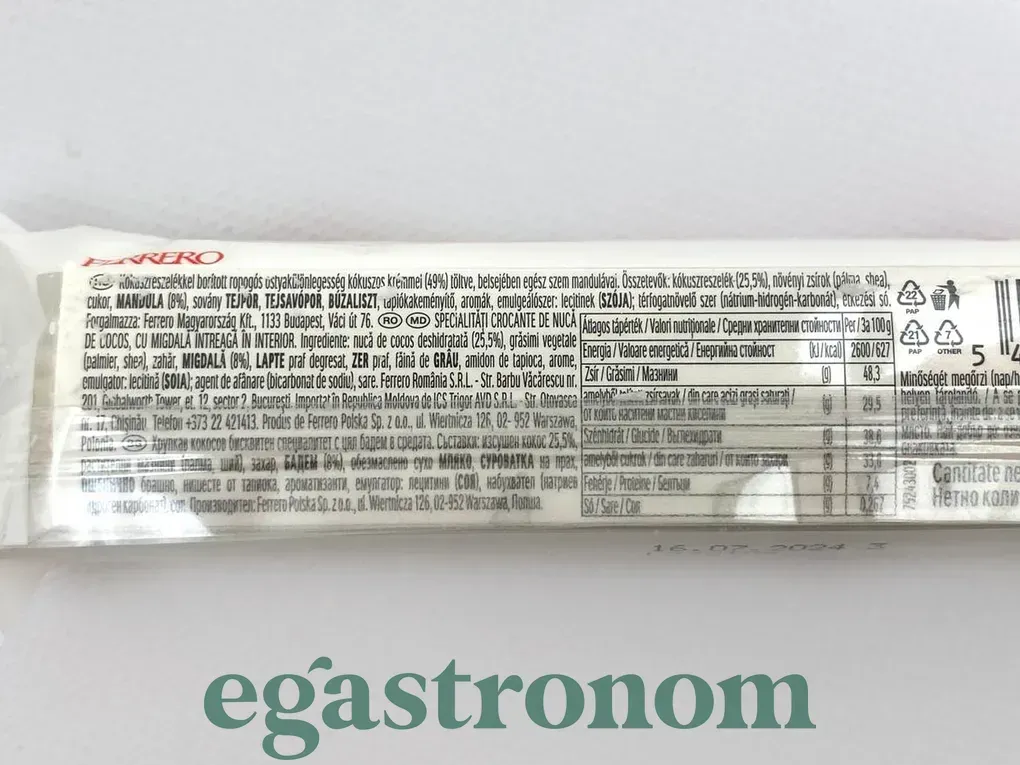 FERRERO
HU Kókuszreszelékkel borított ropogós ostyakülönlegesség kókuszos krémmel (49%) töltve, belsejében egész szem mandulával. Összetevők: kókuszreszelék (25,5%), növényi zsírok (pálma, shea),
cukor, MANDULA (8%), sovány TEJPOR, TEJSAVÓPOR, BÚZALISZT, tápiókakeményítő, aromák, emulgeálószer: lecitinek (SZÓJA); térfogatnövelő szer (nátrium-hidrogén-karbonát), étkezési só.
Forgalmazza: Ferrero Magyarország Kft., 1133 Budapest, Váci út 76. RO MD SPECIALITĂȚI CROCANTE DE NUCĂ
DE COCOS, CU MIGDALĂ ÎNTREAGĂ ÎN INTERIOR. Ingrediente: nucă de cocos deshidratată (25,5%), grăsimi vegetale
(palmier, shea), zahăr, MIGDALĂ (8%), LAPTE praf degresat, ZER praf, făină de GRÂU, amidon de tapioca, arome,
emulgator: lecitină (SOIA); agent de afânare (bicarbonat de sodiu), sare. Ferrero România S.R.L. - Str. Barbu Văcărescu nr.
201, Globalworth Tower, et. 12, sector 2, București. Importat în Republica Moldova de ICS Trigor AVD S.R.L. - Str. Otovasca
Nr. 17, Chișinău, Telefon +373 22 421413. Produs de Ferrero Polska Sp. z o.o., ul. Wiertnicza 126, 02-952 Warszawa,
Polonia. BG Хрупкав кокосов бисквитен специалитет с цял бадем в средата. Съставки: изсушен кокос 25,5%,
растителни мазнини (палма, ший), захар, БАДЕМ (8%), обезмаслено сухо МЛЯКО, СУРОВАТКА на прах,
ПШЕНИЧНО брашно, нишесте от тапиока, ароматизанти, емулгатор: лецитини (СОЯ), набухвател (натриев
хидроген карбонат), сол. Производител: Ferrero Polska Sp. z o.o., ul. Wiertnicza 126, 02-952 Warszawa, Полша.
Átlagos tápérték / Valori nutriționale / Средни хранителни стойности Per / За 100 g
Energia / Valoare energetică / Енергийна стойност (kJ/kcal) 2600/627
Zsír / Grăsimi / Мазнини (g) 48,3
amelyből telített zsírsavak / din care acizi grași saturați /
от които наситени мастни киселини (g) 29,5
Szénhidrát / Glucide / Въглехидрати (g)
amelyből cukrok / din care zaharuri / от които захари (g)
Fehérje / Proteine / Белтъци (g) 7,4
Só / Sare / Сол (g) 0,267
22
PAP
21
PAP
7
OTHER
5 4
Minőségét megőrzi (nap/h
75243D02
Cantitate ne
Нетно коли
16.07.2024 3
egastronom